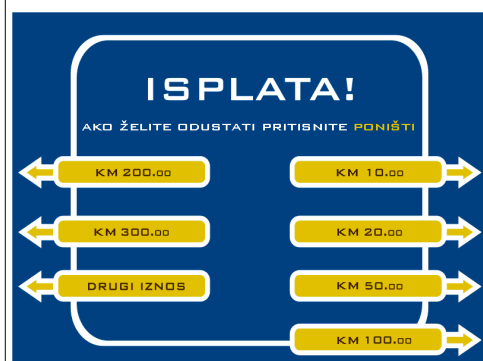 ISPLATA!
AKO ŽELITE ODUSTATI PRITISNITE PONIŠTI
KM 200.00
KM 10.00
KM 300.00
KM 20.00
DRUGI IZNOS
KM 50.00
KM 100.00